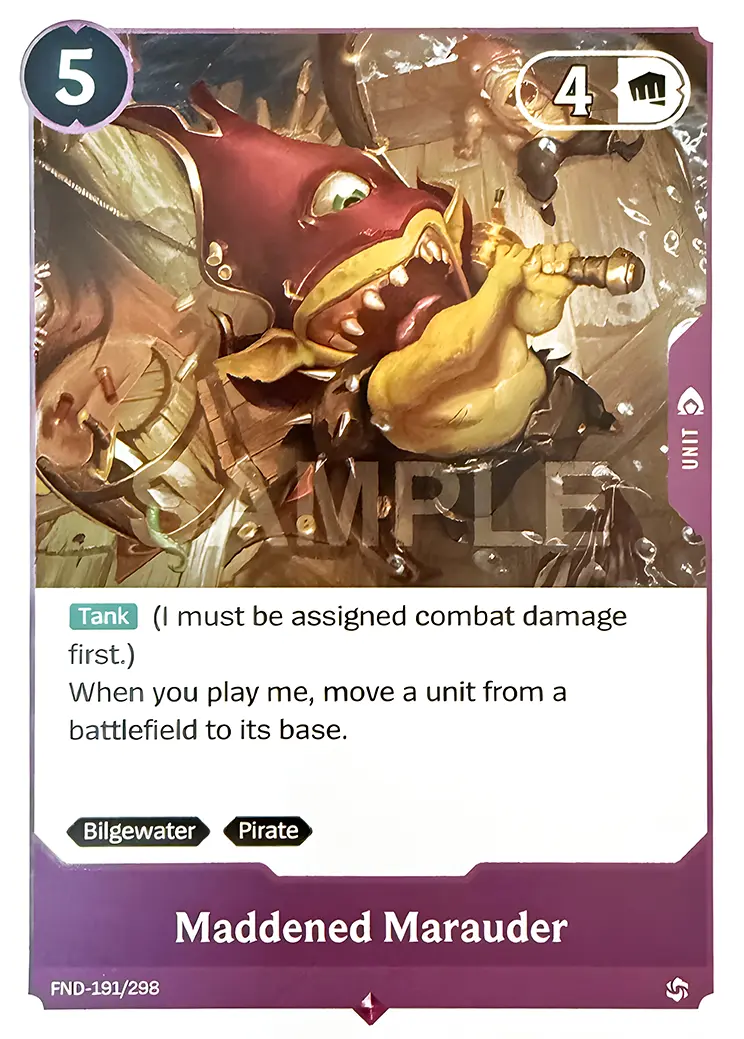 5
4
UNIT
SAMPLE
Tank (I must be assigned combat damage
first.)
When you play me, move a unit from a
battlefield to its base.
Bilgewater Pirate
Maddened Marauder
FND-191/298